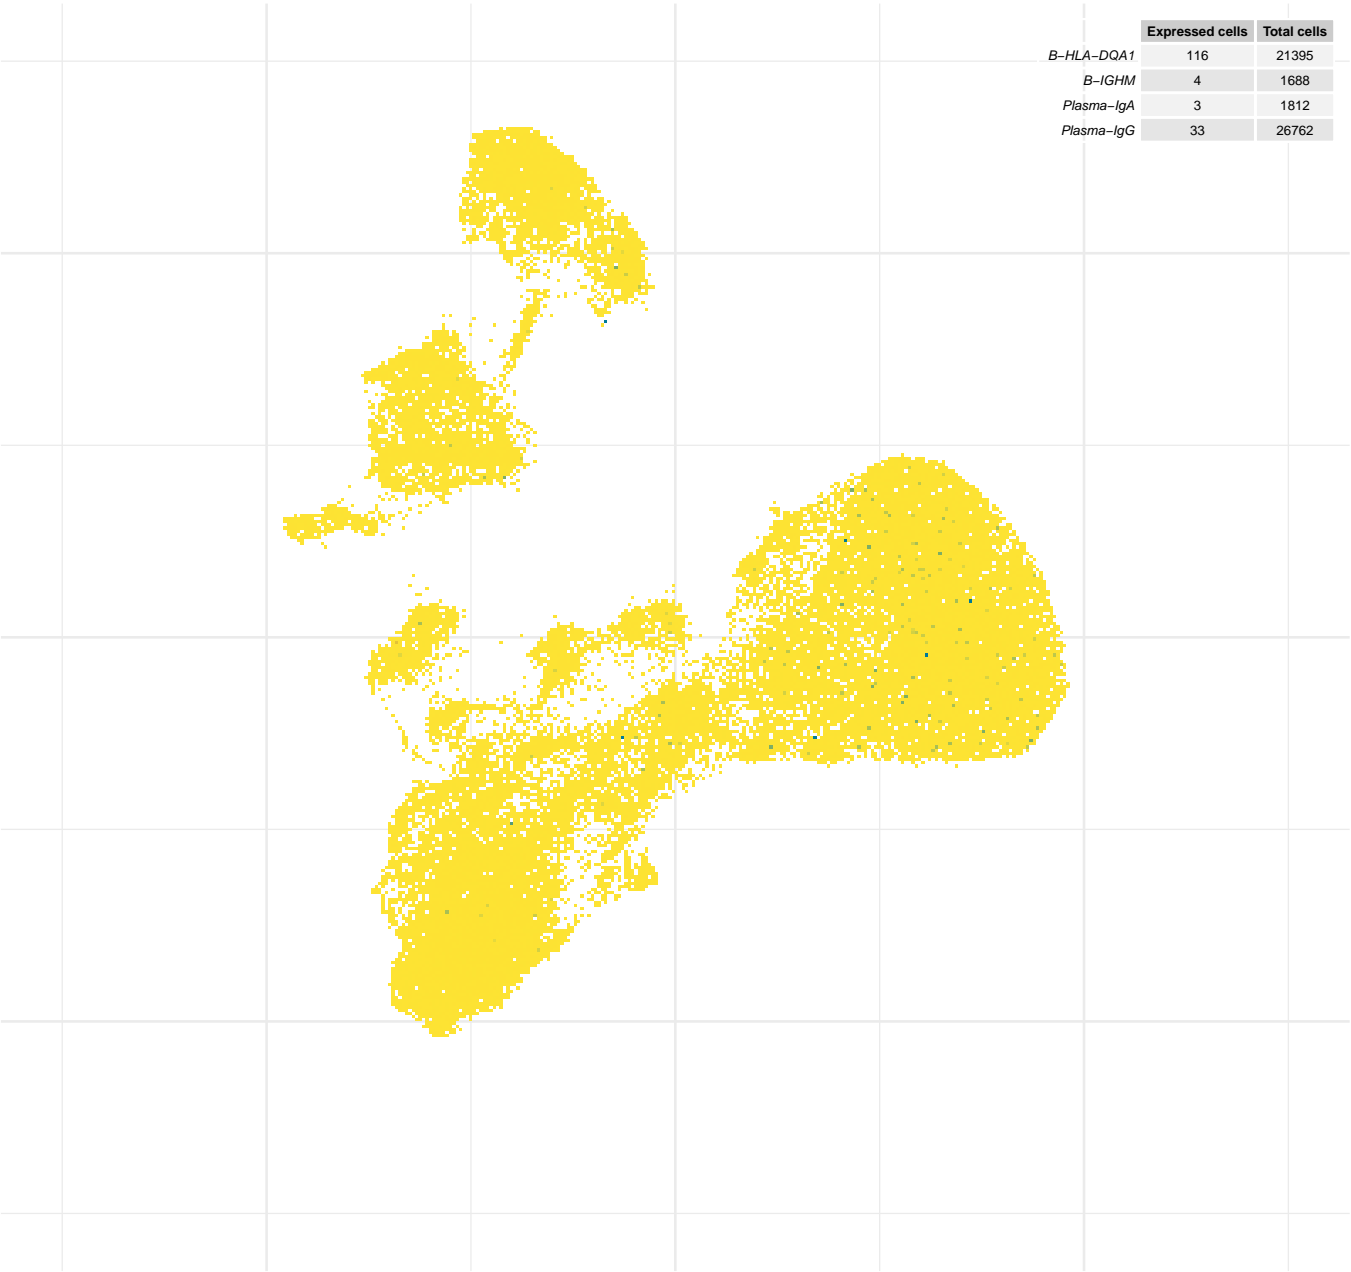 Expressed cells Total cells
B−HLA−DQA1 116 21395
B−IGHM 4 1688
Plasma−IgA 3 1812
Plasma−IgG 33 26762